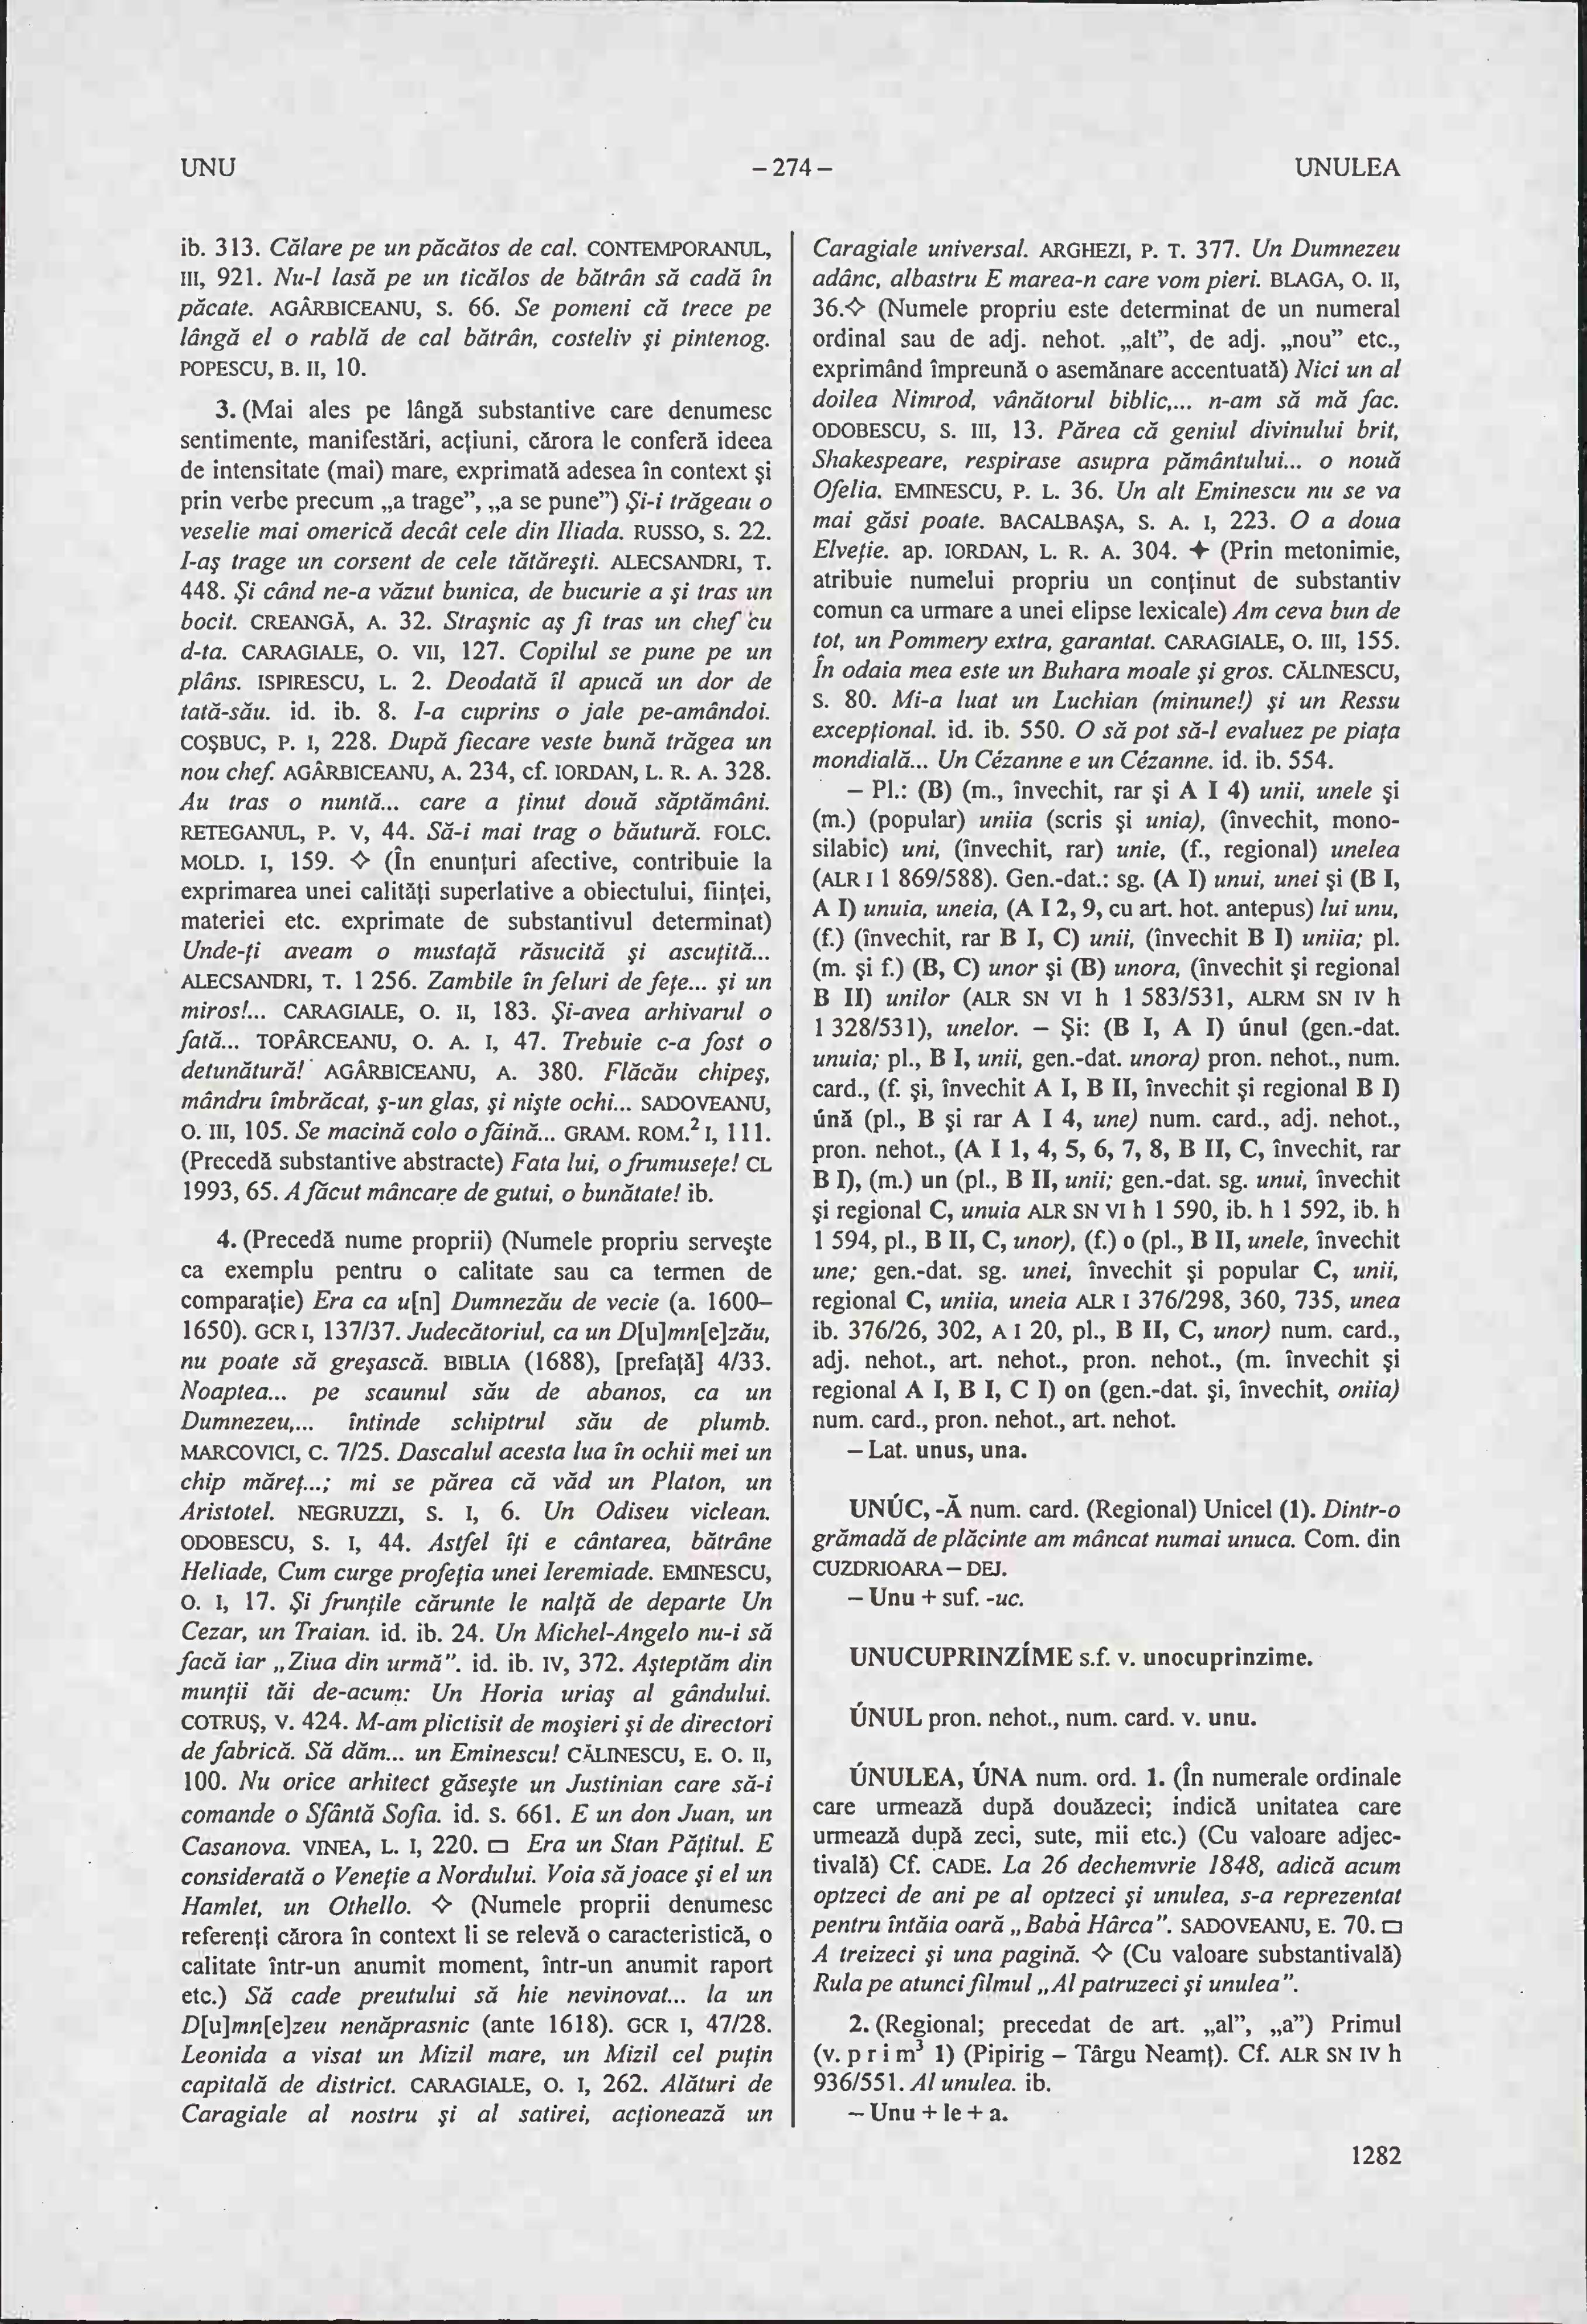 UNU
– 274 –
UNULEA
ib. 313. Călare pe un păcătos de cal. CONTEMPORANUL,
III, 921. Nu-l lasă pe un ticălos de bătrân să cadă în
păcate. AGÂRBICEANU, S. 66. Se pomeni că trece pe
lângă el o rablă de cal bătrân, costeliv şi pintenog.
POPESCU, B. II, 10.
3. (Mai ales pe lângă substantive care denumesc
sentimente, manifestări, acţiuni, cărora le conferă ideea
de intensitate (mai) mare, exprimată adesea în context şi
prin verbe precum „a trage”, „a se pune”) Şi-i trăgeau o
veselie mai omerică decât cele din Iliada. RUSSO, S. 22.
I-aş trage un corsent de cele tătăreşti. ALECSANDRI, T.
448. Şi când ne-a văzut bunica, de bucurie a şi tras un
bocit. CREANGĂ, A. 32. Straşnic aş fi tras un chef cu
d-ta. CARAGIALE, O. VII, 127. Copilul se pune pe un
plâns. ISPIRESCU, L. 2. Deodată îl apucă un dor de
tată-său. id. ib. 8. I-a cuprins o jale pe-amândoi.
COŞBUC, P. I, 228. După fiecare veste bună trăgea un
nou chef. AGÂRBICEANU, A. 234, cf. IORDAN, L. R. A. 328.
Au tras o nuntă... care a ţinut două săptămâni.
RETEGANUL, P. V, 44. Să-i mai trag o băutură. FOLC.
MOLD. I, 159. ◇ (În enunţuri afective, contribuie la
exprimarea unei calităţi superlative a obiectului, fiinţei,
materiei etc. exprimate de substantivul determinat)
Unde-ţi aveam o mustaţă răsucită şi ascuţită...
ALECSANDRI, T. 1 256. Zambile în feluri de feţe... şi un
miros!... CARAGIALE, O. II, 183. Şi-avea arhivarul o
fată... TOPÂRCEANU, O. A. I, 47. Trebuie c-a fost o
detunătură! AGÂRBICEANU, A. 380. Flăcău chipeş,
mândru îmbrăcat, ş-un glas, şi nişte ochi... SADOVEANU,
O. III, 105. Se macină colo o făină... GRAM. ROM.² I, 111.
(Precedă substantive abstracte) Fata lui, o frumuseţe! CL
1993, 65. A făcut mâncare de gutui, o bunătate! ib.
4. (Precedă nume proprii) (Numele propriu serveşte
ca exemplu pentru o calitate sau ca termen de
comparaţie) Era ca u[n] Dumnezău de vecie (a. 1600–
1650). GCR I, 137/37. Judecătoriul, ca un D[u]mn[e]zău,
nu poate să greşască. BIBLIA (1688), [prefaţă] 4/33.
Noaptea... pe scaunul său de abanos, ca un
Dumnezeu,... întinde schiptrul său de plumb.
MARCOVICI, C. 7/25. Dascalul acesta lua în ochii mei un
chip măreţ...; mi se părea că văd un Platon, un
Aristotel. NEGRUZZI, S. I, 6. Un Odiseu viclean.
ODOBESCU, S. I, 44. Astfel îţi e cântarea, bătrâne
Heliade, Cum curge profeţia unei Ieremiade. EMINESCU,
O. I, 17. Şi frunţile cărunte le nalţă de departe Un
Cezar, un Traian. id. ib. 24. Un Michel-Angelo nu-i să
facă iar „Ziua din urmă”. id. ib. IV, 372. Aşteptăm din
munţii tăi de-acum: Un Horia uriaş al gândului.
COTRUŞ, V. 424. M-am plictisit de moşieri şi de directori
de fabrică. Să dăm... un Eminescu! CĂLINESCU, E. O. II,
100. Nu orice arhitect găseşte un Justinian care să-i
comande o Sfântă Sofia. id. S. 661. E un don Juan, un
Casanova. VINEA, L. I, 220. □ Era un Stan Păţitul. E
considerată o Veneţie a Nordului. Voia să joace şi el un
Hamlet, un Othello. ◇ (Numele proprii denumesc
referenţi cărora în context li se relevă o caracteristică, o
calitate într-un anumit moment, într-un anumit raport
etc.) Să cade preutului să hie nevinovat... la un
D[u]mn[e]zeu nenăprasnic (ante 1618). GCR I, 47/28.
Leonida a visat un Mizil mare, un Mizil cel puţin
capitală de district. CARAGIALE, O. I, 262. Alături de
Caragiale al nostru şi al satirei, acţionează un
Caragiale universal. ARGHEZI, P. T. 377. Un Dumnezeu
adânc, albastru E marea-n care vom pieri. BLAGA, O. II,
36.◇ (Numele propriu este determinat de un numeral
ordinal sau de adj. nehot. „alt”, de adj. „nou” etc.,
exprimând împreună o asemănare accentuată) Nici un al
doilea Nimrod, vânătorul biblic,... n-am să mă fac.
ODOBESCU, S. III, 13. Părea că geniul divinului brit,
Shakespeare, respirase asupra pământului... o nouă
Ofelia. EMINESCU, P. L. 36. Un alt Eminescu nu se va
mai găsi poate. BACALBAŞA, S. A. I, 223. O a doua
Elveţie. ap. IORDAN, L. R. A. 304. ✦ (Prin metonimie,
atribuie numelui propriu un conţinut de substantiv
comun ca urmare a unei elipse lexicale) Am ceva bun de
tot, un Pommery extra, garantat. CARAGIALE, O. III, 155.
În odaia mea este un Buhara moale şi gros. CĂLINESCU,
S. 80. Mi-a luat un Luchian (minune!) şi un Ressu
excepţional. id. ib. 550. O să pot să-l evaluez pe piaţa
mondială... Un Cézanne e un Cézanne. id. ib. 554.
– Pl.: (B) (m., învechit, rar şi A I 4) unii, unele şi
(m.) (popular) uniia (scris şi unia), (învechit, mono-
silabic) uni, (învechit, rar) unie, (f., regional) unelea
(ALR I 1 869/588). Gen.-dat.: sg. (A I) unui, unei şi (B I,
A I) unuia, uneia, (A I 2, 9, cu art. hot. antepus) lui unu,
(f.) (învechit, rar B I, C) unii, (învechit B I) uniia; pl.
(m. şi f.) (B, C) unor şi (B) unora, (învechit şi regional
B II) unilor (ALR SN VI h 1 583/531, ALRM SN IV h
1 328/531), unelor. – Şi: (B I, A I) únul (gen.-dat.
unuia; pl., B I, unii, gen.-dat. unora) pron. nehot., num.
card., (f. şi, învechit A I, B II, învechit şi regional B I)
únă (pl., B şi rar A I 4, une) num. card., adj. nehot.,
pron. nehot., (A I 1, 4, 5, 6, 7, 8, B II, C, învechit, rar
B I), (m.) un (pl., B II, unii; gen.-dat. sg. unui, învechit
şi regional C, unuia ALR SN VI h 1 590, ib. h 1 592, ib. h
1 594, pl., B II, C, unor), (f.) o (pl., B II, unele, învechit
une; gen.-dat. sg. unei, învechit şi popular C, unii,
regional C, uniia, uneia ALR I 376/298, 360, 735, unea
ib. 376/26, 302, A I 20, pl., B II, C, unor) num. card.,
adj. nehot., art. nehot., pron. nehot., (m. învechit şi
regional A I, B I, C I) on (gen.-dat. şi, învechit, oniia)
num. card., pron. nehot., art. nehot.
– Lat. unus, una.
UNÚC, -Ă num. card. (Regional) Unicel (1). Dintr-o
grămadă de plăcinte am mâncat numai unuca. Com. din
CUZDRIOARA – DEJ.
– Unu + suf. -uc.
UNUCUPRINZÍME s.f. v. unocuprinzime.
ÚNUL pron. nehot., num. card. v. unu.
ÚNULEA, ÚNA num. ord. 1. (În numerale ordinale
care urmează după douăzeci; indică unitatea care
urmează după zeci, sute, mii etc.) (Cu valoare adjec-
tivală) Cf. CADE. La 26 dechemvrie 1848, adică acum
optzeci de ani pe al optzeci şi unulea, s-a reprezentat
pentru întăia oară „Baba Hârca”. SADOVEANU, E. 70. □
A treizeci şi una pagină. ◇ (Cu valoare substantivală)
Rula pe atunci filmul „Al patruzeci şi unulea”.
2. (Regional; precedat de art. „al”, „a”) Primul
(v. p r i m³ 1) (Pipirig – Târgu Neamţ). Cf. ALR SN IV h
936/551. Al unulea. ib.
– Unu + le + a.
1282